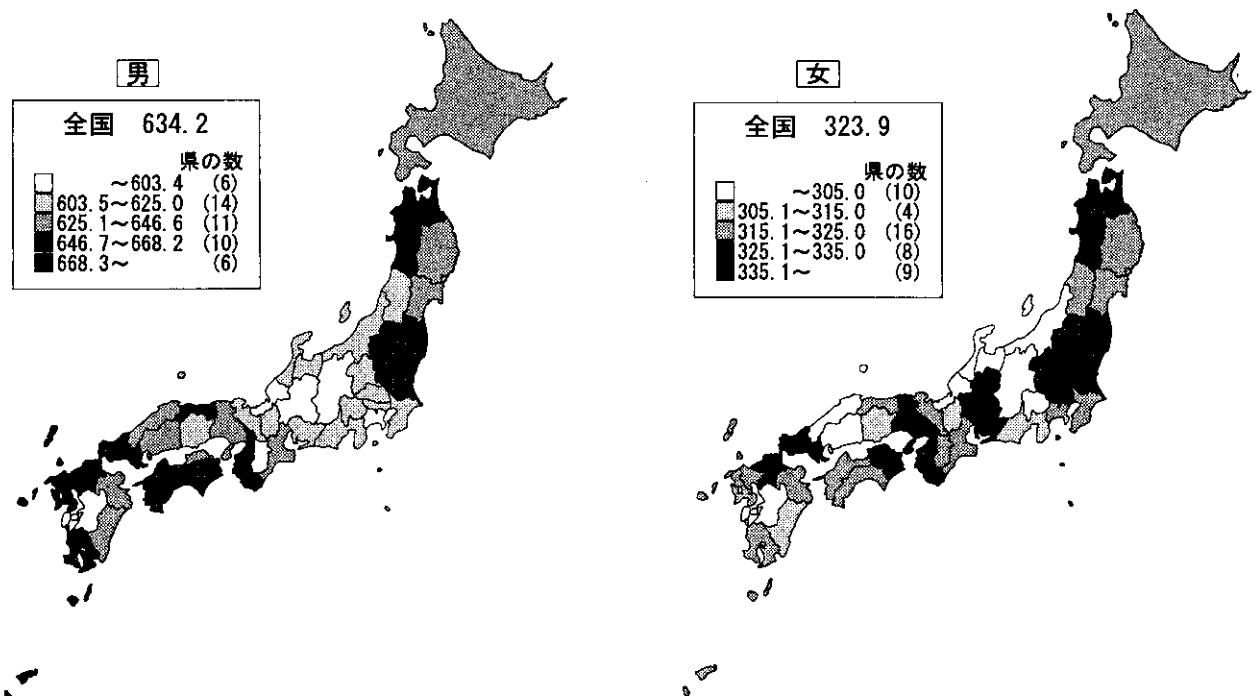 男
全国 634.2
県の数
～603.4 (6)
603.5～625.0 (14)
625.1～646.6 (11)
646.7～668.2 (10)
668.3～ (6)
女
全国 323.9
県の数
～305.0 (10)
305.1～315.0 (4)
315.1～325.0 (16)
325.1～335.0 (8)
335.1～ (9)